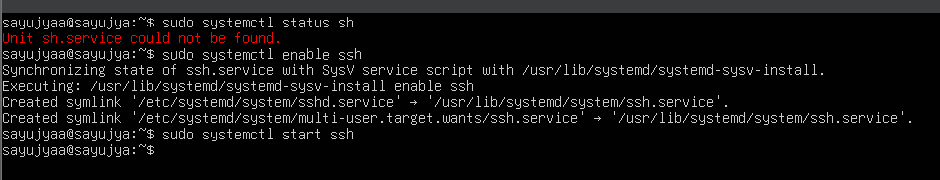 sayujyaa@sayujya:~$ sudo systemctl status sh
Unit sh.service could not be found.
sayujyaa@sayujya:~$ sudo systemctl enable ssh
Synchronizing state of ssh.service with SysV service script with /usr/lib/systemd/systemd-sysv-install.
Executing: /usr/lib/systemd/systemd-sysv-install enable ssh
Created symlink '/etc/systemd/system/sshd.service' → '/usr/lib/systemd/system/ssh.service'.
Created symlink '/etc/systemd/system/multi-user.target.wants/ssh.service' → '/usr/lib/systemd/system/ssh.service'.
sayujyaa@sayujya:~$ sudo systemctl start ssh
sayujyaa@sayujya:~$